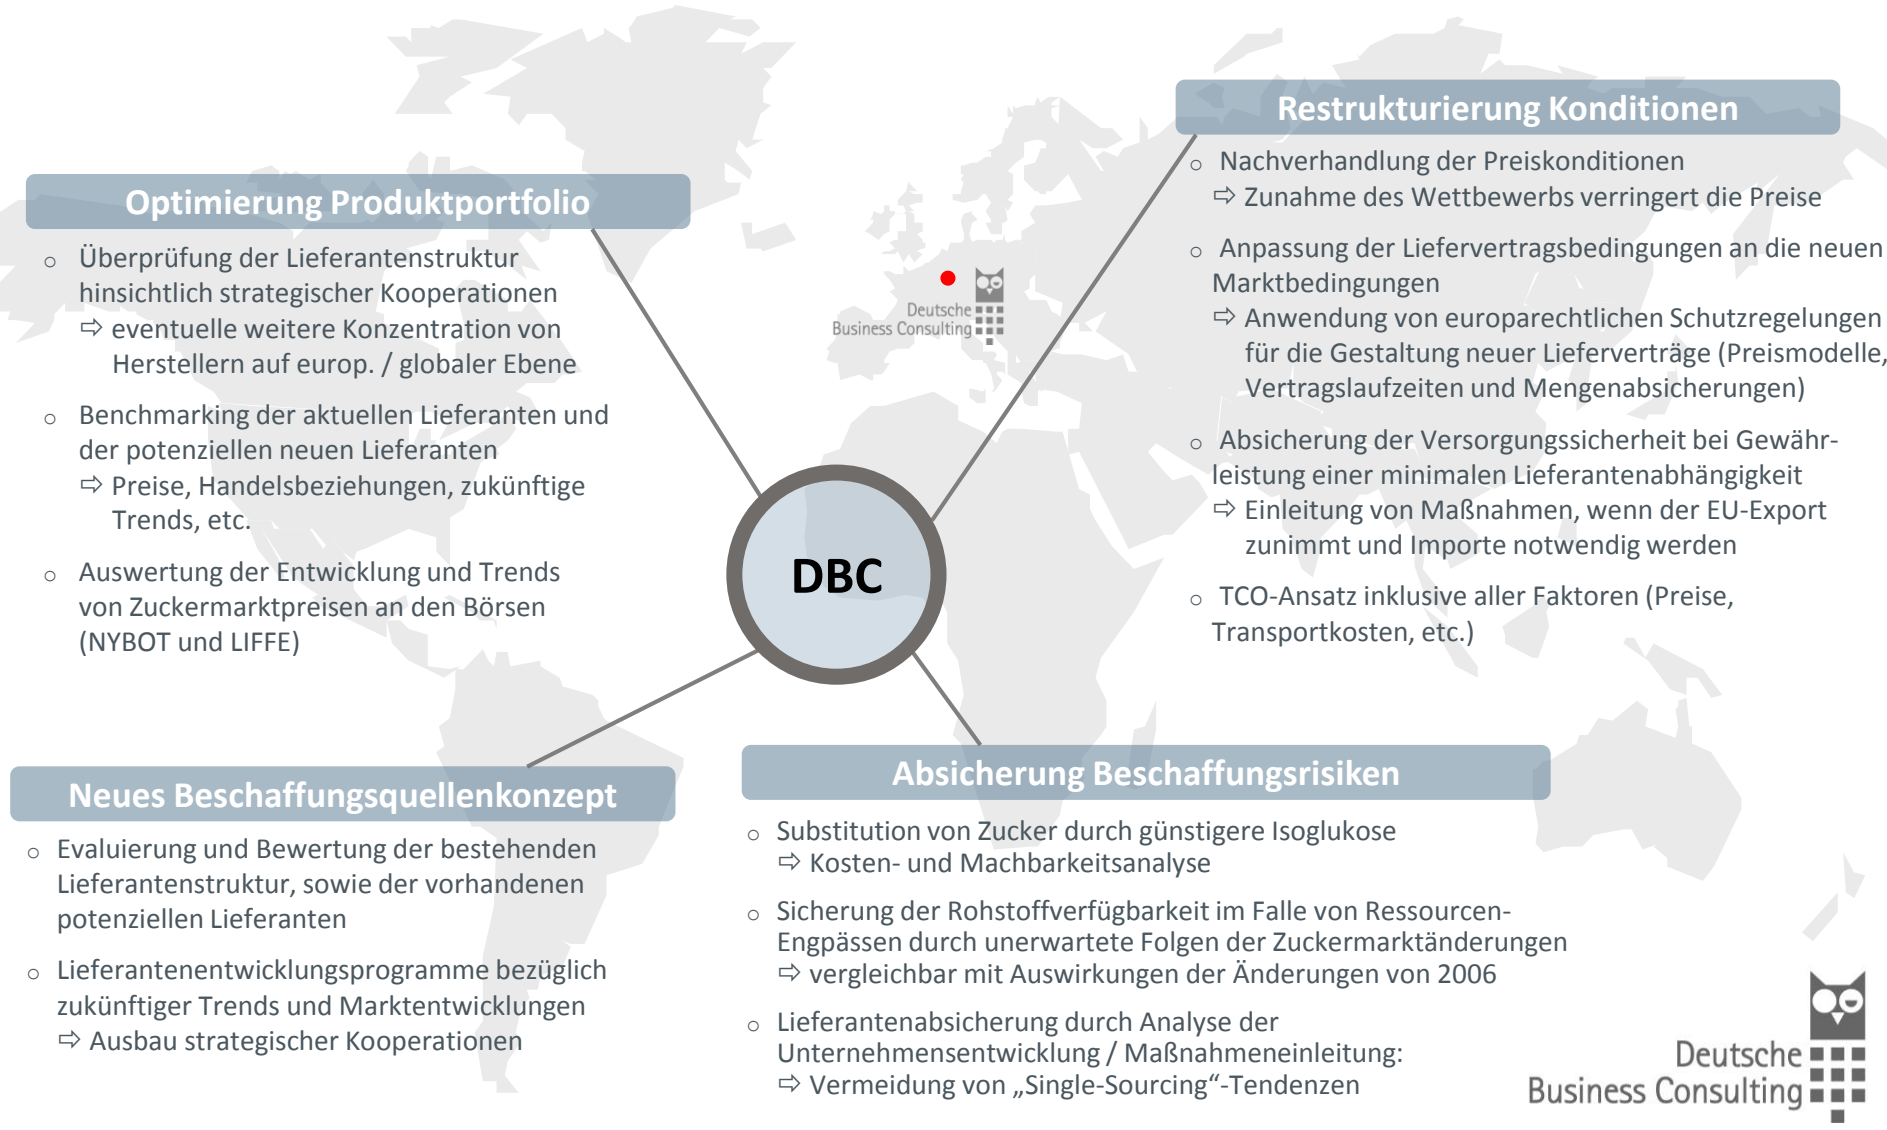 Optimierung Produktportfolio
○ Überprüfung der Lieferantenstruktur
hinsichtlich strategischer Kooperationen
⇨ eventuelle weitere Konzentration von
Herstellern auf europ. / globaler Ebene
○ Benchmarking der aktuellen Lieferanten und
der potenziellen neuen Lieferanten
⇨ Preise, Handelsbeziehungen, zukünftige
Trends, etc.
○ Auswertung der Entwicklung und Trends
von Zuckermarktpreisen an den Börsen
(NYBOT und LIFFE)
Restrukturierung Konditionen
○ Nachverhandlung der Preiskonditionen
⇨ Zunahme des Wettbewerbs verringert die Preise
○ Anpassung der Liefervertragsbedingungen an die neuen
Marktbedingungen
⇨ Anwendung von europarechtlichen Schutzregelungen
für die Gestaltung neuer Lieferverträge (Preismodelle,
Vertragslaufzeiten und Mengenabsicherungen)
○ Absicherung der Versorgungssicherheit bei Gewähr-
leistung einer minimalen Lieferantenabhängigkeit
⇨ Einleitung von Maßnahmen, wenn der EU-Export
zunimmt und Importe notwendig werden
○ TCO-Ansatz inklusive aller Faktoren (Preise,
Transportkosten, etc.)
Deutsche
Business Consulting
DBC
Neues Beschaffungsquellenkonzept
○ Evaluierung und Bewertung der bestehenden
Lieferantenstruktur, sowie der vorhandenen
potenziellen Lieferanten
○ Lieferantenentwicklungsprogramme bezüglich
zukünftiger Trends und Marktentwicklungen
⇨ Ausbau strategischer Kooperationen
Absicherung Beschaffungsrisiken
○ Substitution von Zucker durch günstigere Isoglukose
⇨ Kosten- und Machbarkeitsanalyse
○ Sicherung der Rohstoffverfügbarkeit im Falle von Ressourcen-
Engpässen durch unerwartete Folgen der Zuckermarktänderungen
⇨ vergleichbar mit Auswirkungen der Änderungen von 2006
○ Lieferantenabsicherung durch Analyse der
Unternehmensentwicklung / Maßnahmeneinleitung:
⇨ Vermeidung von „Single-Sourcing“-Tendenzen
Deutsche
Business Consulting